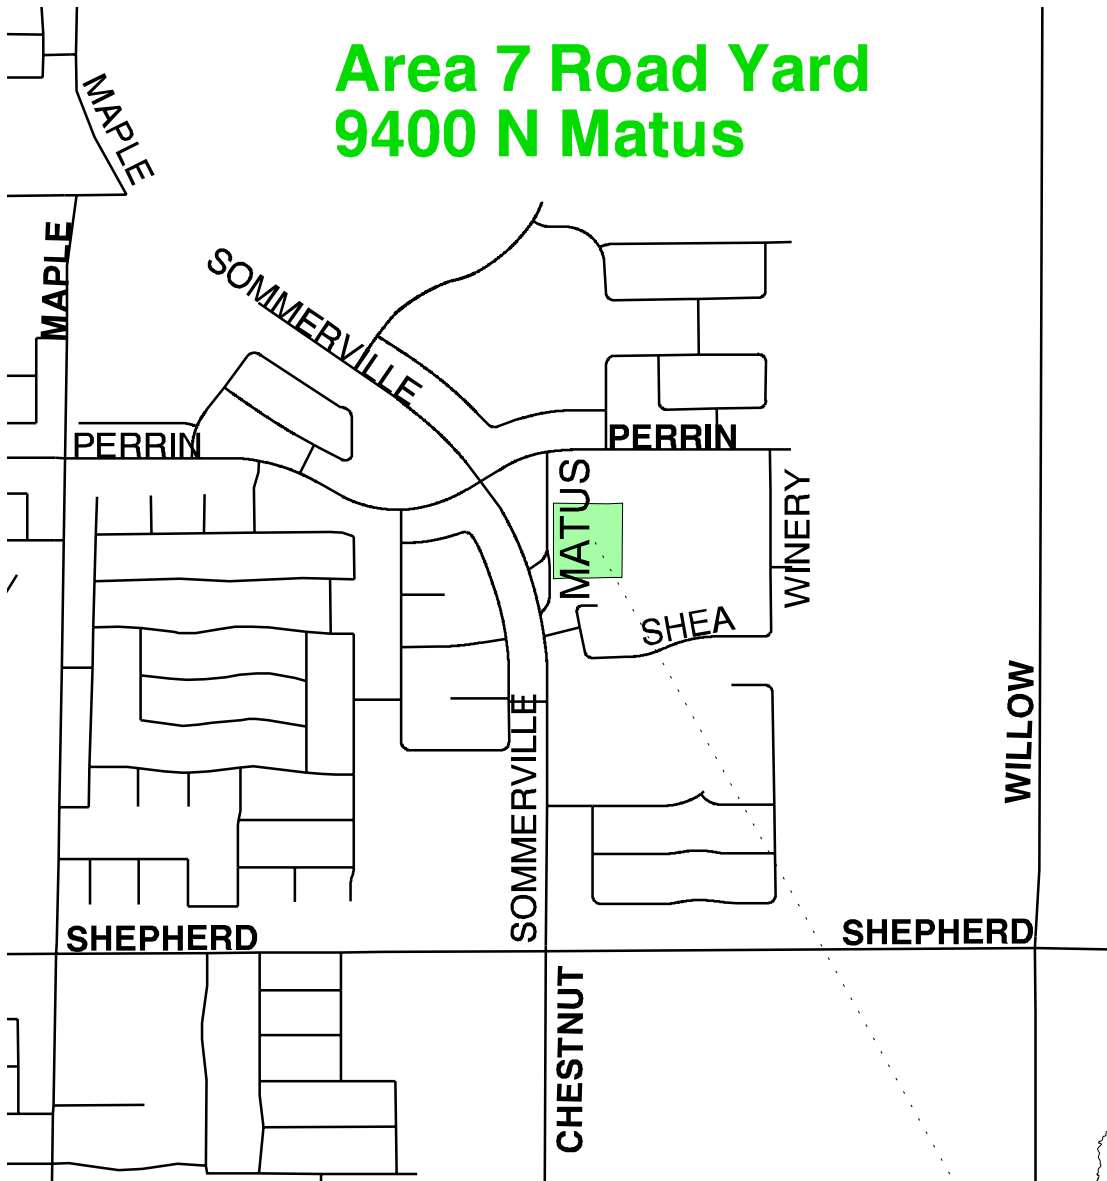 Area 7 Road Yard
9400 N Matus
MAPLE
MAPLE
SOMMERVILLE
PERRIN
PERRIN
MATUS
WINERY
SHEA
WILLOW
SOMMERVILLE
SHEPHERD
SHEPHERD
CHESTNUT